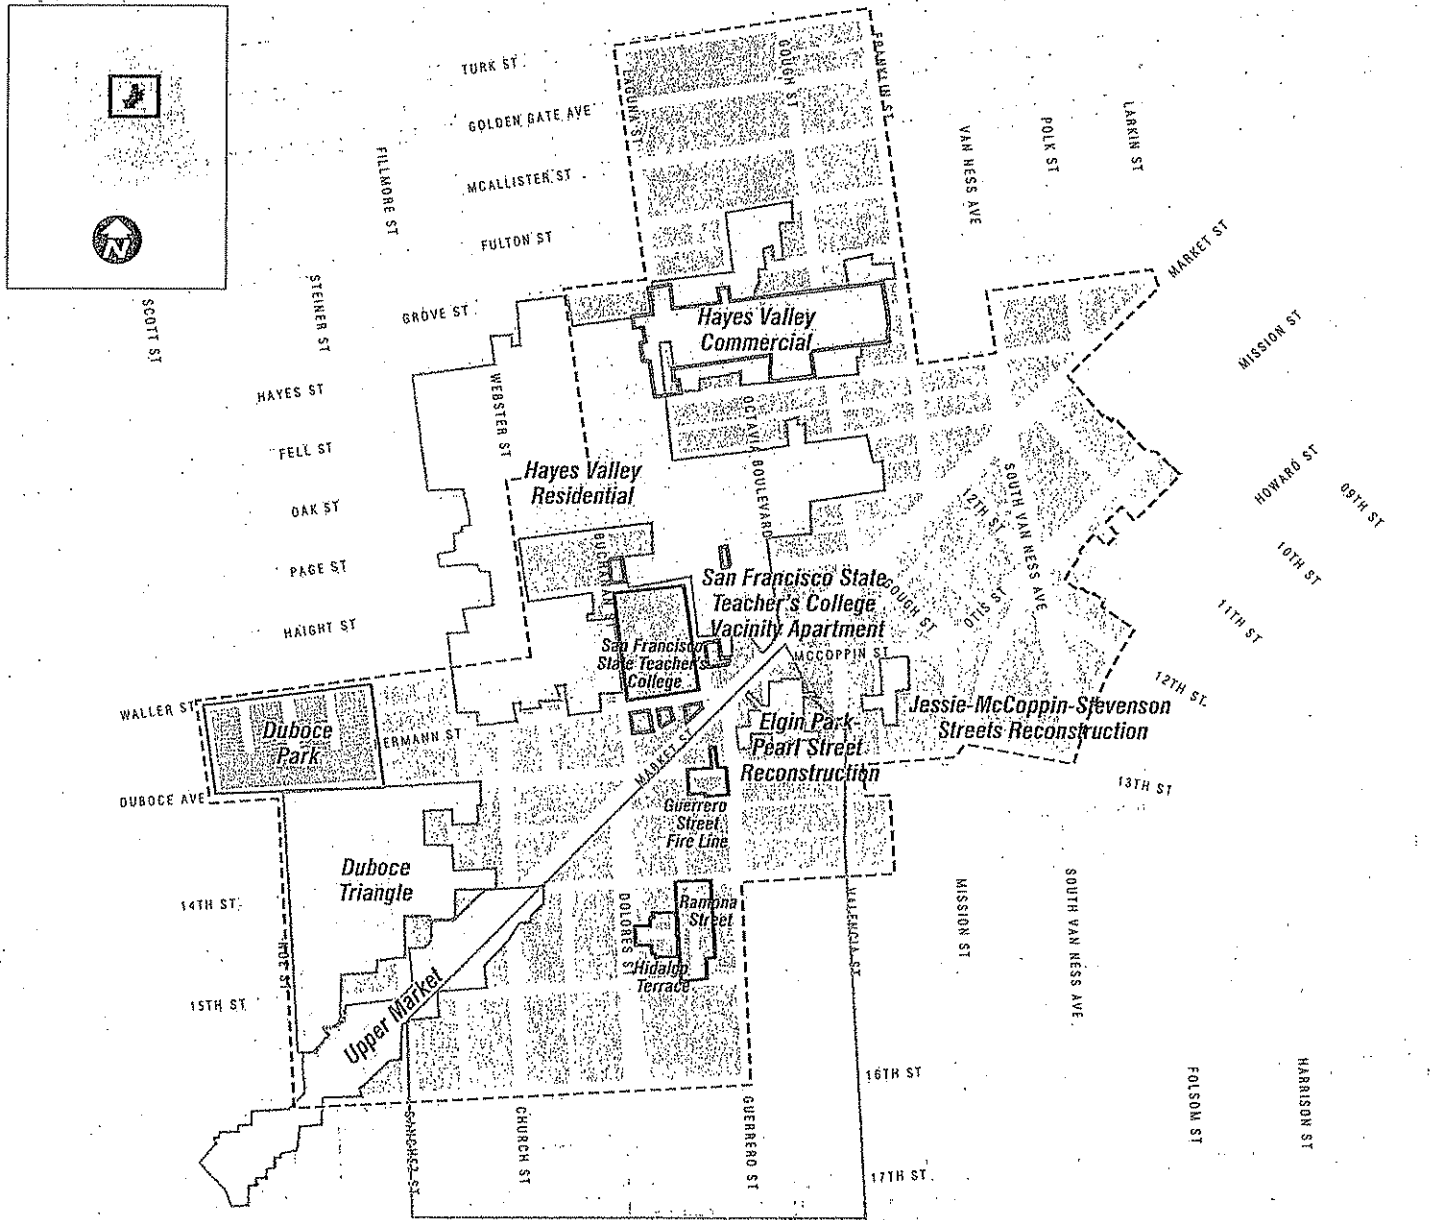 TURK ST
GOLDEN GATE AVE
MCALLISTER ST
FULTON ST
GROVE ST
HAYES ST
FELL ST
OAK ST
PAGE ST
HAIGHT ST
WALLER ST
ERMANN ST
DUBOCE AVE
14TH ST
15TH ST
16TH ST
17TH ST
SCOTT ST
STEINER ST
FILLMORE ST
WEBSTER ST
BUCHANAN
LAGUNA ST
OCTAVIA BOULEVARD
GOUGH ST
FRANKLIN ST
VAN NESS AVE
POLK ST
LARKIN ST
MARKET ST
MISSION ST
HOWARD ST
09TH ST
10TH ST
11TH ST
12TH ST.
13TH ST
12TH ST
SOUTH VAN NESS AVE
GOUGH ST
OTIS ST
MCCOPPIN ST
MARKET ST
DOLORES ST
VALENCIA ST
MISSION ST
SOUTH VAN NESS AVE
FOLSOM ST
HARRISON ST
SANCHEZ ST
CHURCH ST
GUERRERO ST
N
Hayes Valley
Commercial
Hayes Valley
Residential
San Francisco State
Teacher's College
Vacinity Apartment
San Francisco
State Teacher's
College
Duboce
Park
Elgin Park-
Pearl Street
Reconstruction
Jessie-McCoppin-Stevenson
Streets Reconstruction
Guerrero
Street
Fire Line
Duboce
Triangle
Ramona
Street
Hidalgo
Terrace
Upper Market